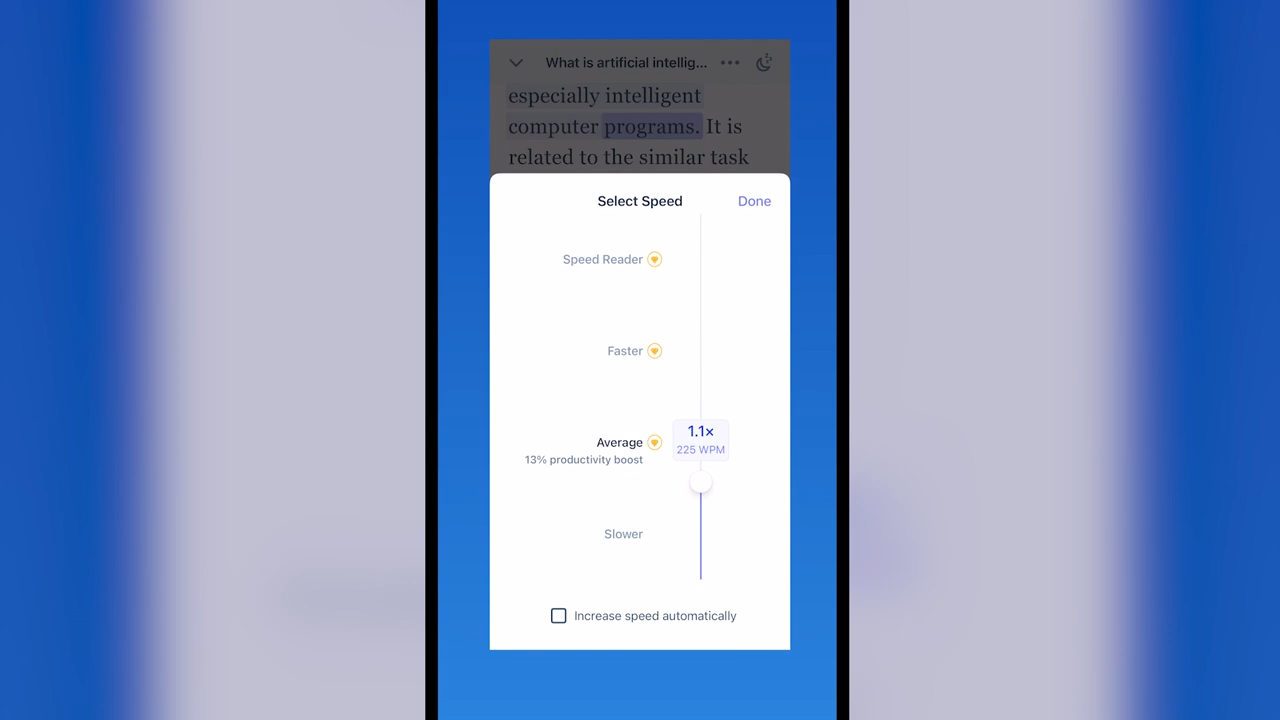 What is artificial intellig...
especially intelligent
computer programs. It is
related to the similar task
Select Speed
Done
Speed Reader
Faster
Average
13% productivity boost
1.1×
225 WPM
Slower
Increase speed automatically